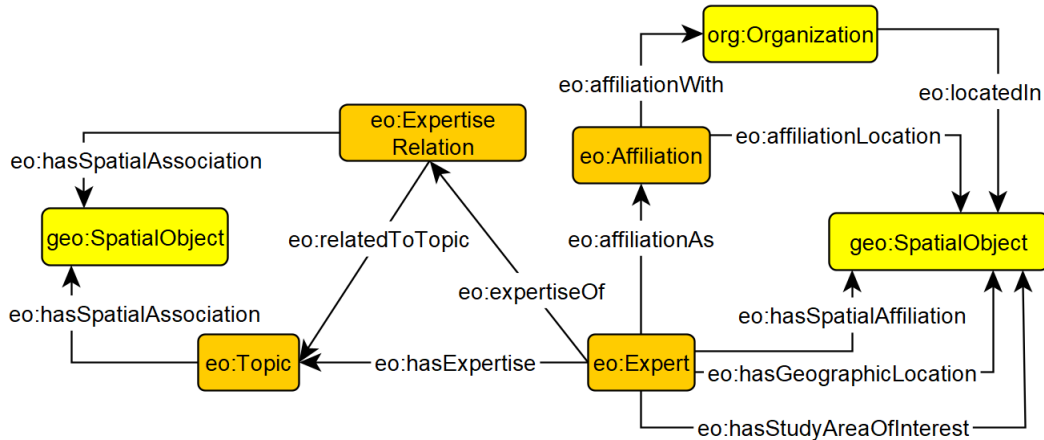 org:Organization
eo:affiliationWith
eo:locatedIn
eo:Expertise
Relation
eo:affiliationLocation
eo:Affiliation
eo:hasSpatialAssociation
geo:SpatialObject
eo:relatedToTopic
eo:affiliationAs
geo:SpatialObject
eo:expertiseOf
eo:hasSpatialAssociation
eo:hasSpatialAffiliation
eo:Topic
eo:hasExpertise
eo:Expert
eo:hasGeographicLocation
eo:hasStudyAreaOfInterest